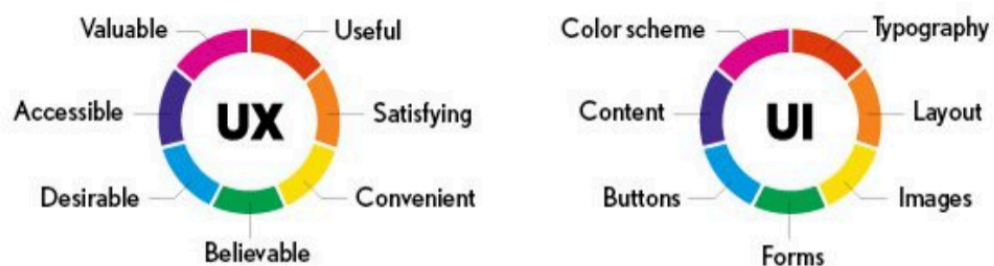 Valuable
Useful
Accessible
UX
Satisfying
Desirable
Convenient
Believable
Color scheme
Typography
Content
UI
Layout
Buttons
Images
Forms